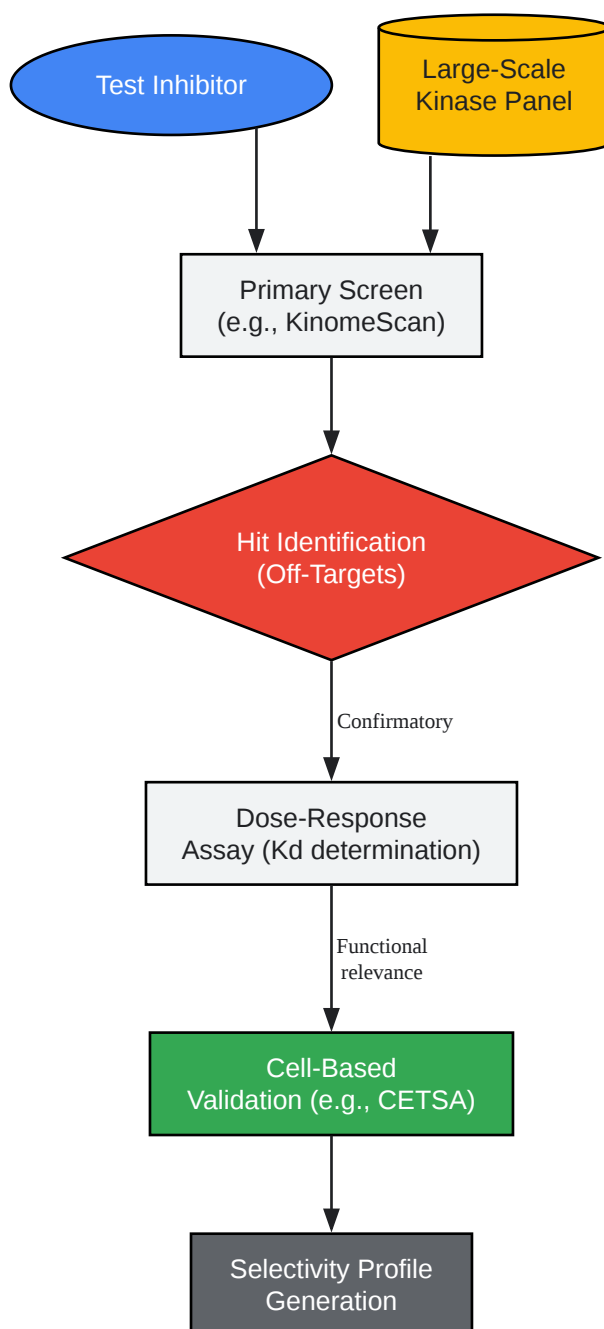 Test Inhibitor
Large-Scale
Kinase Panel
Primary Screen
(e.g., KinomeScan)
Hit Identification
(Off-Targets)
Confirmatory
Dose-Response
Assay (Kd determination)
Functional
relevance
Cell-Based
Validation (e.g., CETSA)
Selectivity Profile
Generation